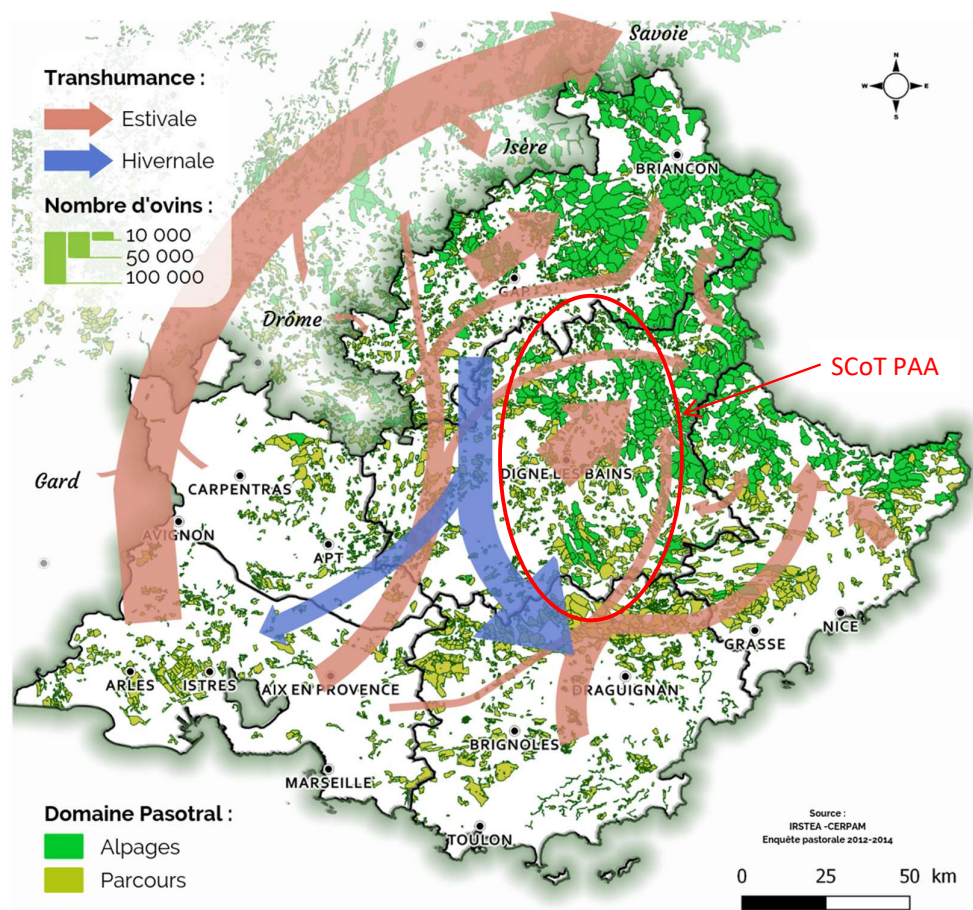 Savoie
Transhumance :
Estivale
Hivernale
N
W
E
S
Isère
BRIANÇON
Nombre d'ovins :
10 000
50 000
100 000
GAP
Drôme
SCoT PAA
Gard
CARPENTRAS
DIGNE LES BAINS
AVIGNON
APT
NICE
GRASSE
ARLES
ISTRES
AIX EN PROVENCE
DRAGUIGNAN
BRIGNOLES
MARSEILLE
TOULON
Domaine Pasotral :
Alpages
Parcours
Source :
IRSTEA -CERPAM
Enquête pastorale 2012-2014
0 25 50 km